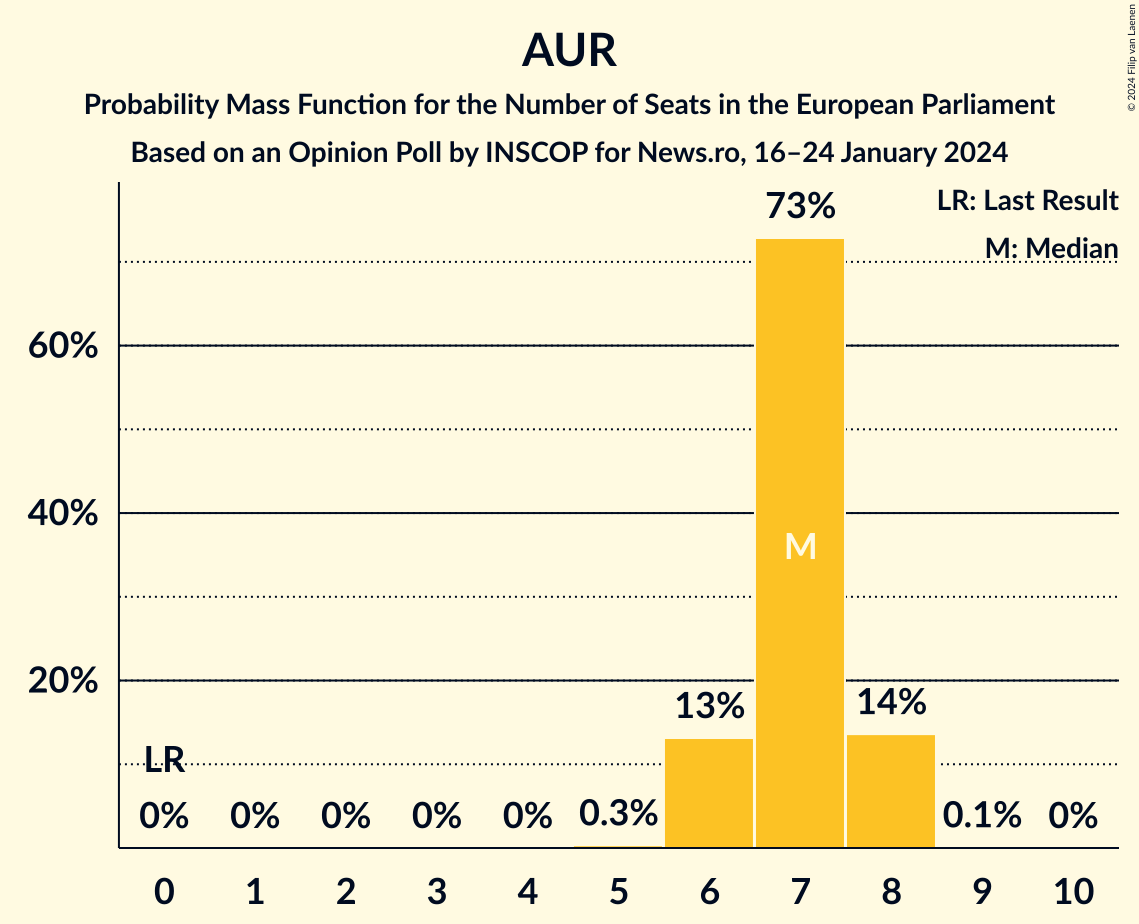 AUR
Probability Mass Function for the Number of Seats in the European Parliament
Based on an Opinion Poll by INSCOP for News.ro, 16–24 January 2024
© 2024 Filip van Laenen
LR: Last Result
M: Median
73%
60%
40%
M
20%
13%
14%
LR
0%
0%
0%
0%
0%
0.3%
0.1%
0%
0 1 2 3 4 5 6 7 8 9 10